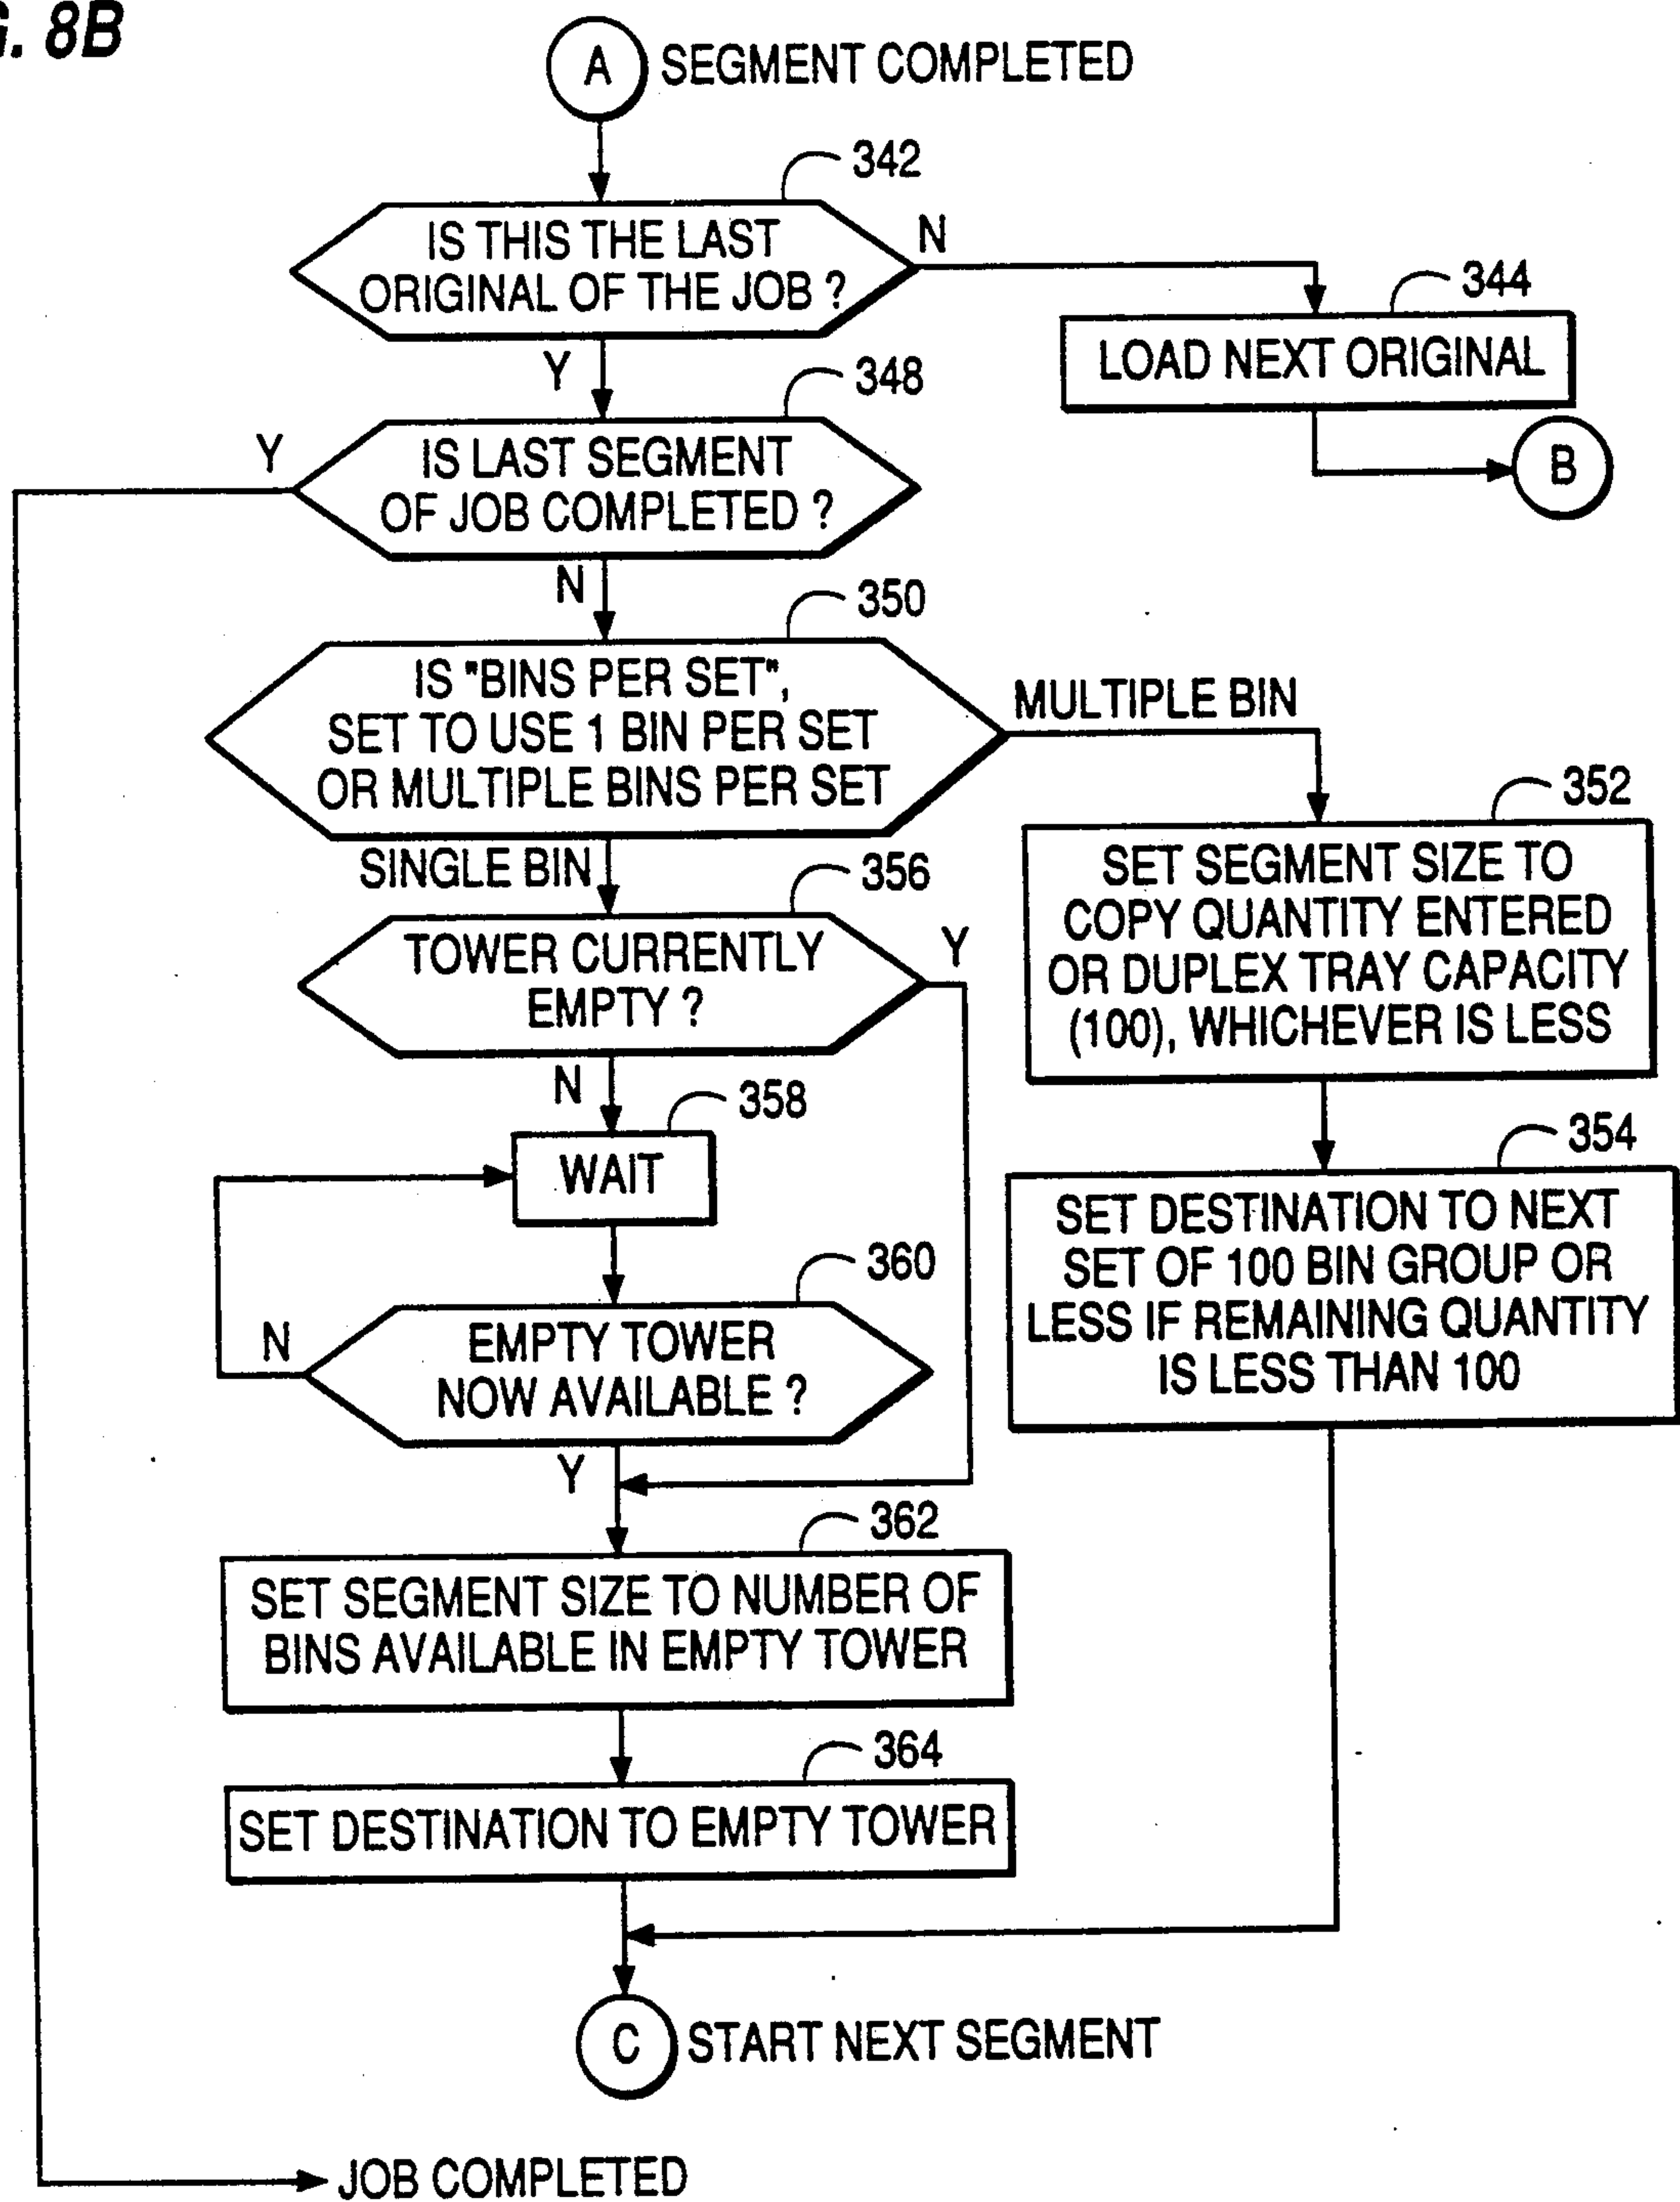 . 8B
A SEGMENT COMPLETED
342
IS THIS THE LAST
ORIGINAL OF THE JOB ?
N
344
LOAD NEXT ORIGINAL
B
Y
348
IS LAST SEGMENT
OF JOB COMPLETED ?
Y
N
350
IS "BINS PER SET",
SET TO USE 1 BIN PER SET
OR MULTIPLE BINS PER SET
MULTIPLE BIN
352
SET SEGMENT SIZE TO
COPY QUANTITY ENTERED
OR DUPLEX TRAY CAPACITY
(100), WHICHEVER IS LESS
354
SET DESTINATION TO NEXT
SET OF 100 BIN GROUP OR
LESS IF REMAINING QUANTITY
IS LESS THAN 100
SINGLE BIN
356
TOWER CURRENTLY
EMPTY ?
Y
N
358
WAIT
360
EMPTY TOWER
NOW AVAILABLE ?
N
Y
362
SET SEGMENT SIZE TO NUMBER OF
BINS AVAILABLE IN EMPTY TOWER
364
SET DESTINATION TO EMPTY TOWER
C START NEXT SEGMENT
JOB COMPLETED